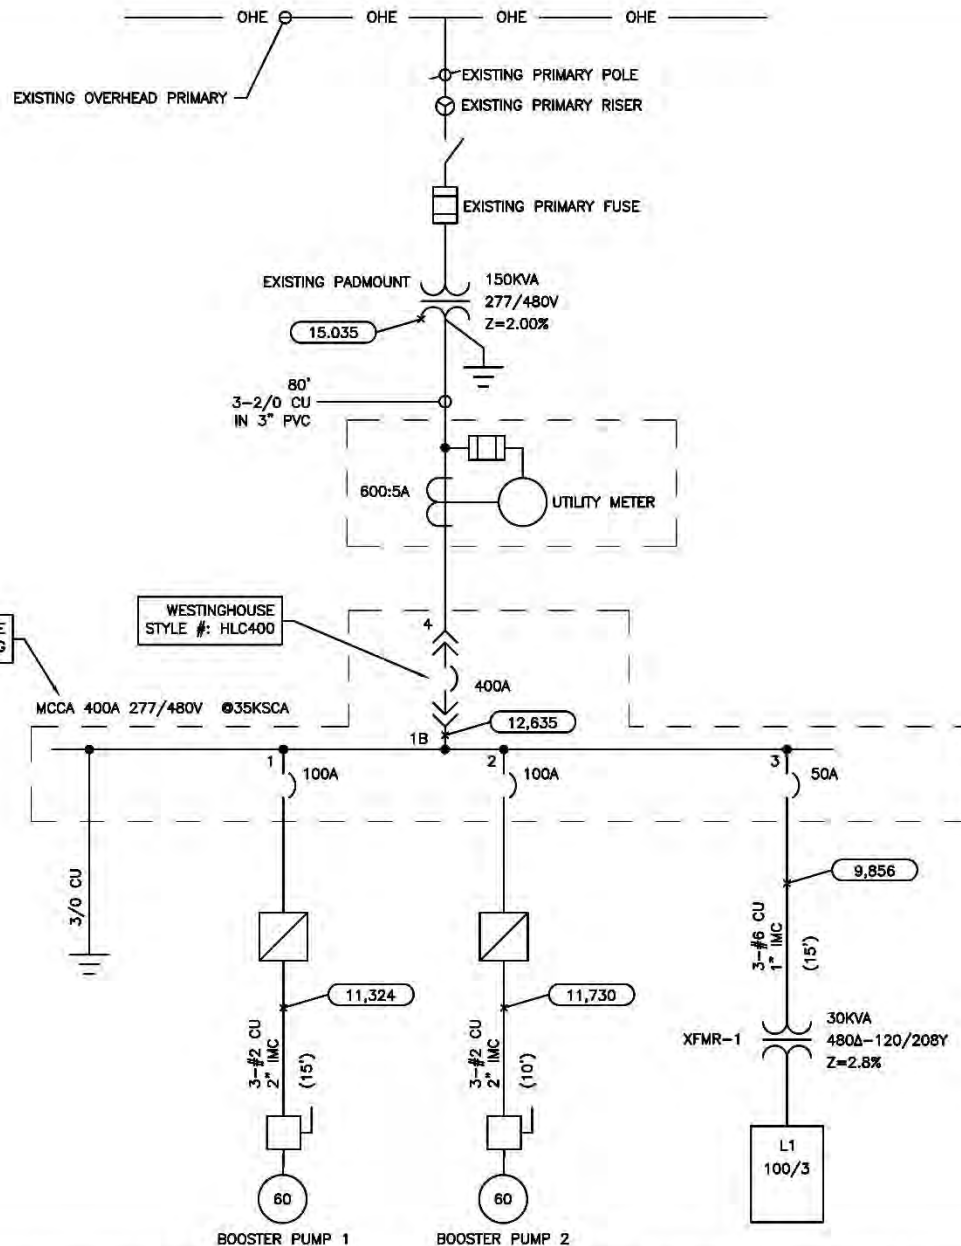 OHE OHE OHE OHE
EXISTING OVERHEAD PRIMARY
EXISTING PRIMARY POLE
EXISTING PRIMARY RISER
EXISTING PRIMARY FUSE
EXISTING PADMOUNT
150KVA
277/480V
Z=2.00%
15.035
80'
3-2/0 CU
IN 3" PVC
600:5A
UTILITY METER
WESTINGHOUSE
STYLE #: HLC400
4
400A
MCCA 400A 277/480V @35KSCA
12,635
1B
1
100A
2
100A
3
50A
3/0 CU
9,856
3-#6 CU
1" IMC
(15')
11,324
11,730
3-#2 CU
2" IMC
(15')
3-#2 CU
2" IMC
(10')
XFMR-1
30KVA
480Δ-120/208Y
Z=2.8%
L1
100/3
60
BOOSTER PUMP 1
60
BOOSTER PUMP 2